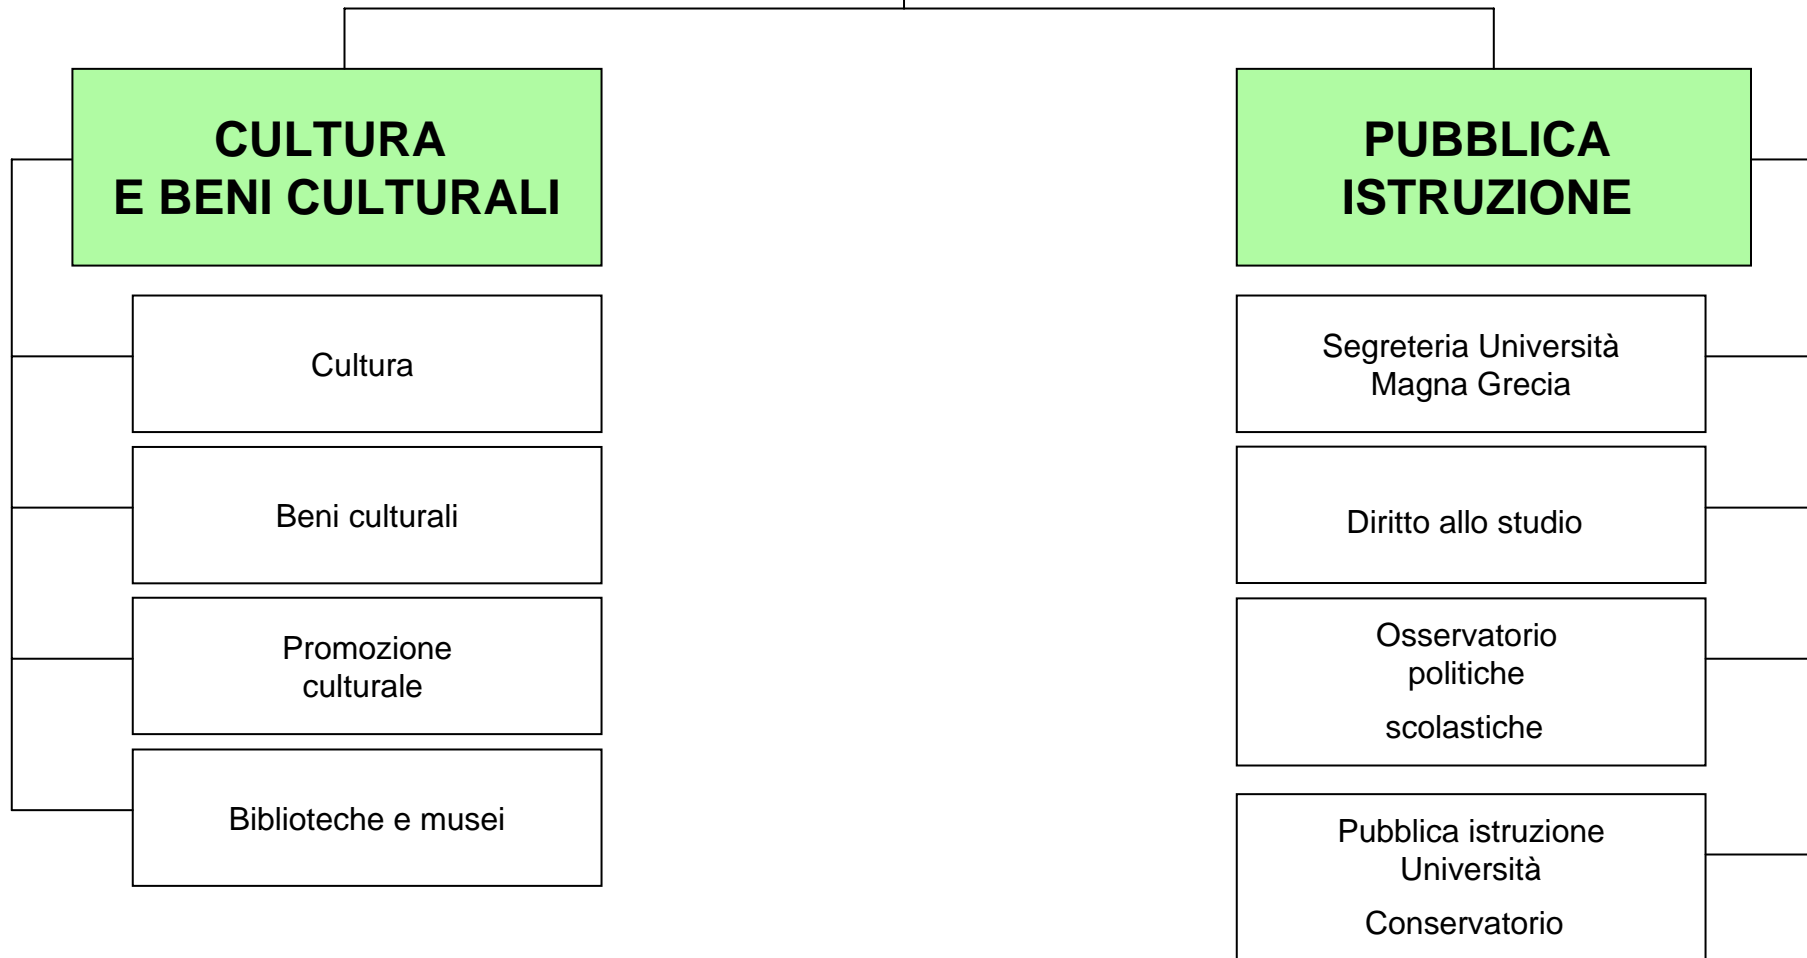 CULTURA
E BENI CULTURALI
Cultura
Beni culturali
Promozione
culturale
Biblioteche e musei
PUBBLICA
ISTRUZIONE
Segreteria Università
Magna Grecia
Diritto allo studio
Osservatorio
politiche
scolastiche
Pubblica istruzione
Università
Conservatorio